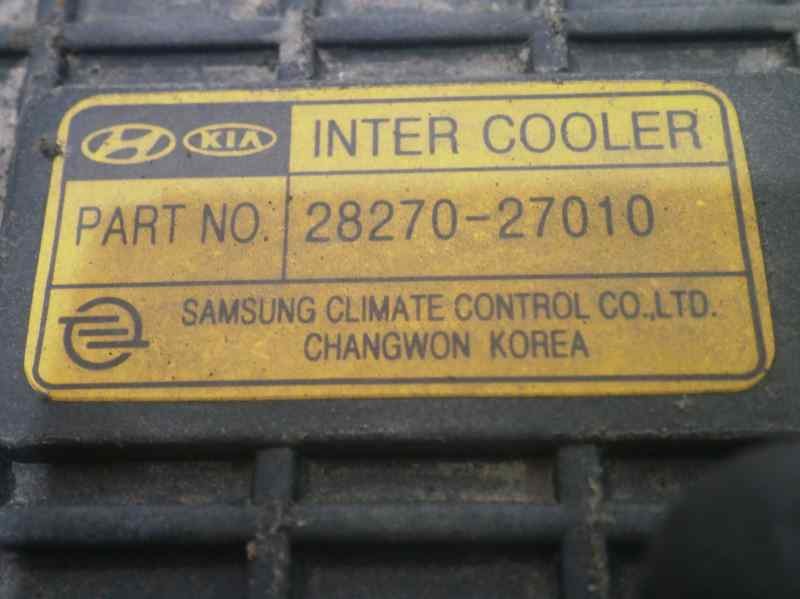 KIA INTER COOLER
PART NO. 28270-27010
SAMSUNG CLIMATE CONTROL CO.,LTD.
CHANGWON KOREA